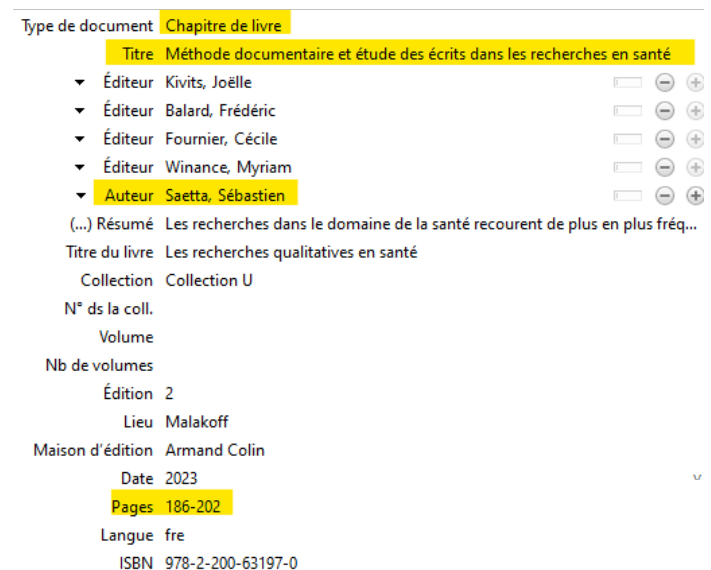 Type de document Chapitre de livre
Titre Méthode documentaire et étude des écrits dans les recherches en santé
Éditeur Kivits, Joëlle
Éditeur Balard, Frédéric
Éditeur Fournier, Cécile
Éditeur Winance, Myriam
Auteur Saetta, Sébastien
(...) Résumé Les recherches dans le domaine de la santé recourent de plus en plus fréq...
Titre du livre Les recherches qualitatives en santé
Collection Collection U
N° ds la coll.
Volume
Nb de volumes
Édition 2
Lieu Malakoff
Maison d'édition Armand Colin
Date 2023
Pages 186-202
Langue fre
ISBN 978-2-200-63197-0